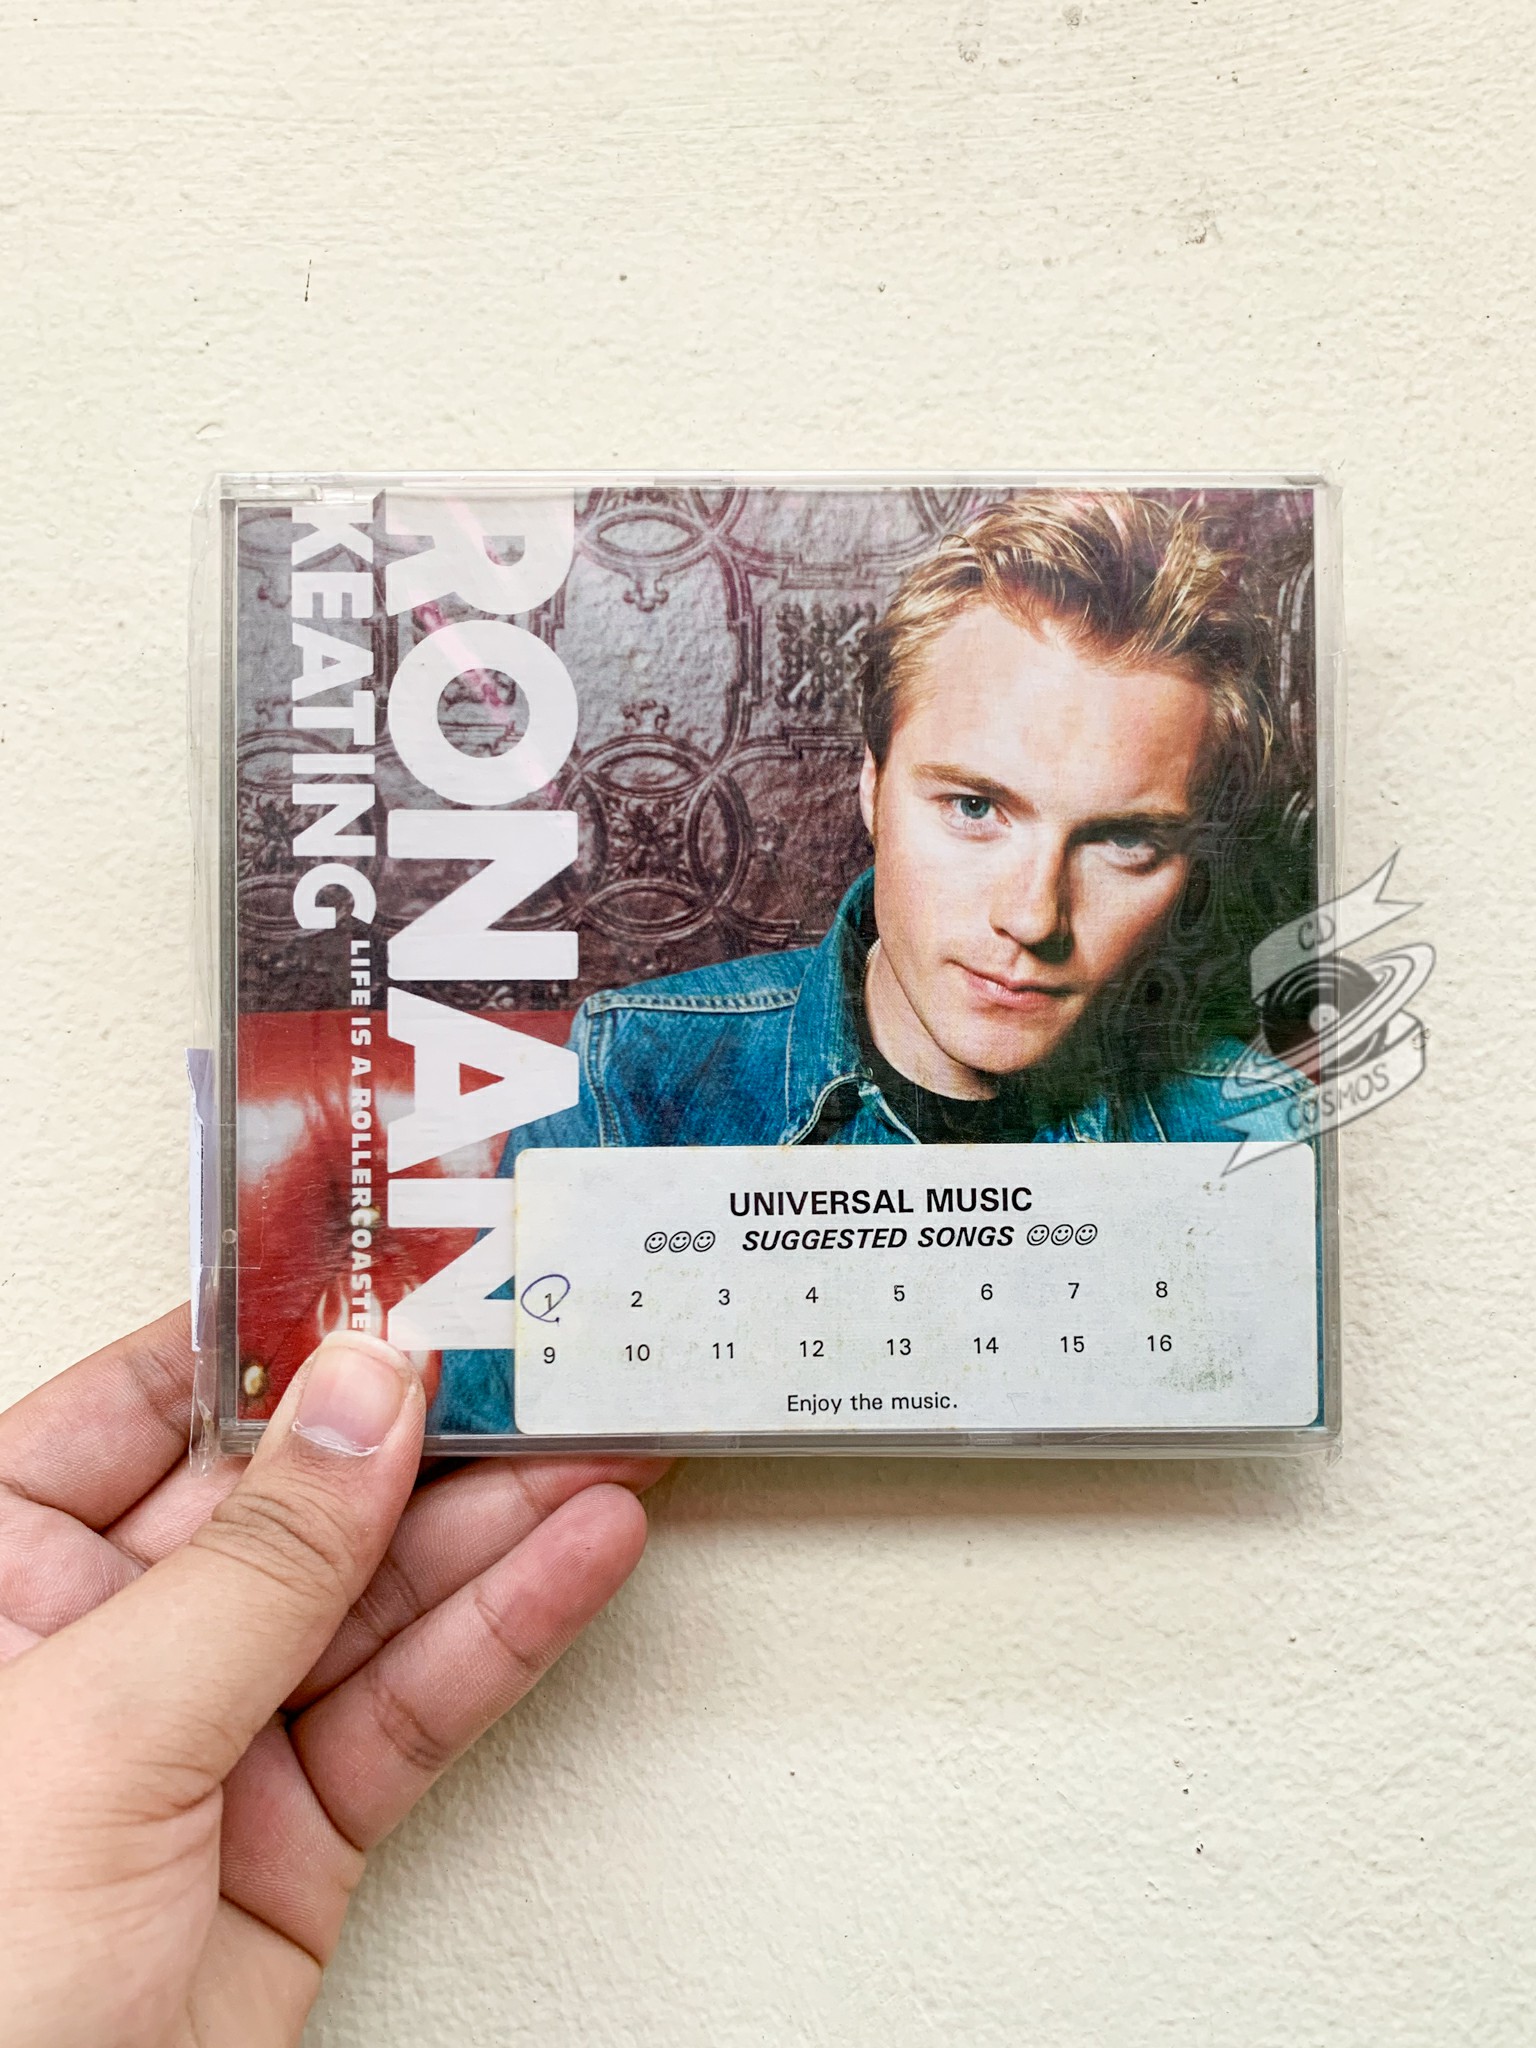 RONAN
KEATING
LIFE IS A ROLLERCOASTE
UNIVERSAL MUSIC
☺☺☺ SUGGESTED SONGS ☺☺☺
1 2 3 4 5 6 7 8
9 10 11 12 13 14 15 16
Enjoy the music.
CD
COSMOS